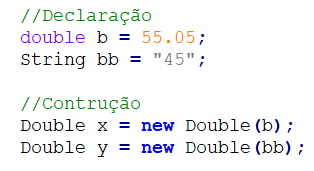 //Declaração
double b = 55.05;
String bb = "45";
//Contrução
Double x = new Double(b);
Double y = new Double(bb);